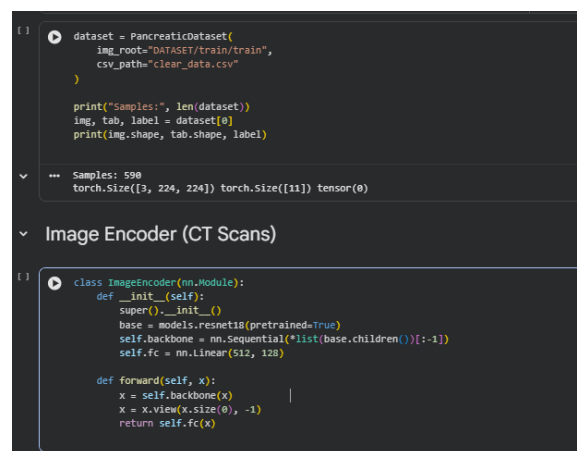 [ ]
dataset = PancreaticDataset(
    img_root="DATASET/train/train",
    csv_path="clear_data.csv"
)
print("Samples:", len(dataset))
img, tab, label = dataset[0]
print(img.shape, tab.shape, label)
... Samples: 590
torch.Size([3, 224, 224]) torch.Size([11]) tensor(0)
Image Encoder (CT Scans)
[ ]
class ImageEncoder(nn.Module):
    def __init__(self):
        super().__init__()
        base = models.resnet18(pretrained=True)
        self.backbone = nn.Sequential(*list(base.children())[:-1])
        self.fc = nn.Linear(512, 128)
    def forward(self, x):
        x = self.backbone(x)
        x = x.view(x.size(0), -1)
        return self.fc(x)